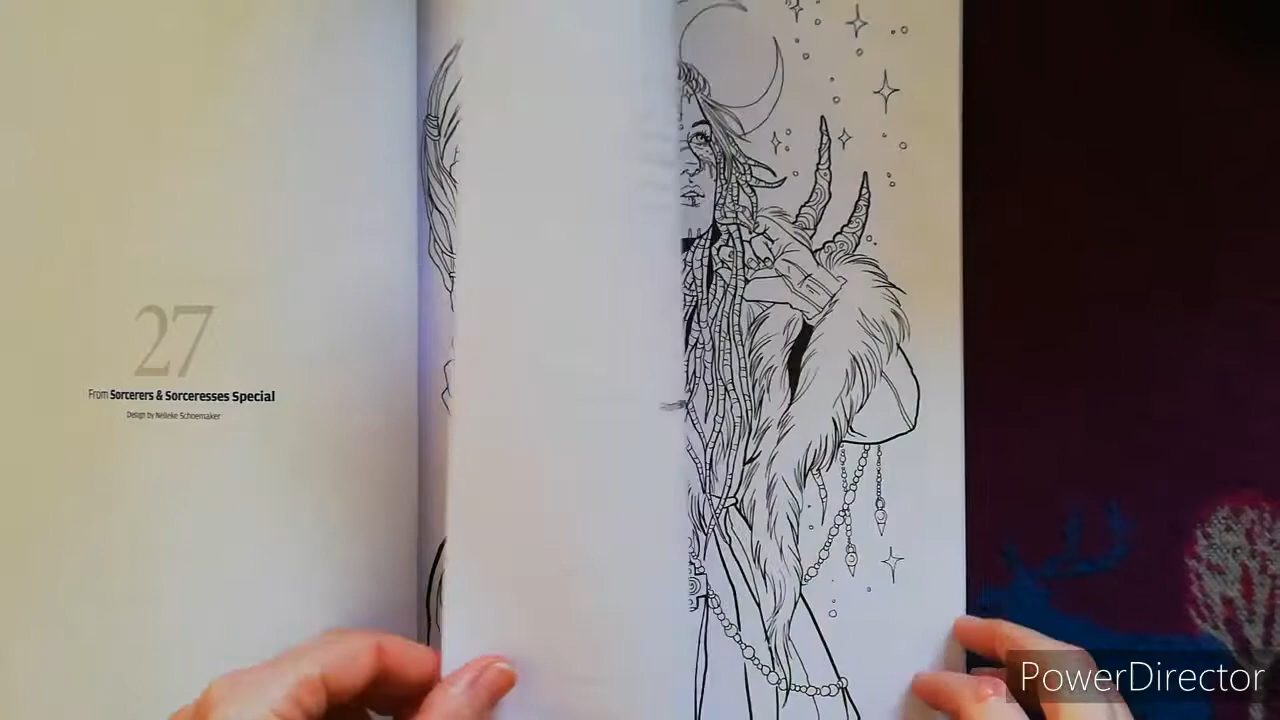 27
From Sorcerers & Sorceresses Special
Design by Nelleke Schoemaker
PowerDirector